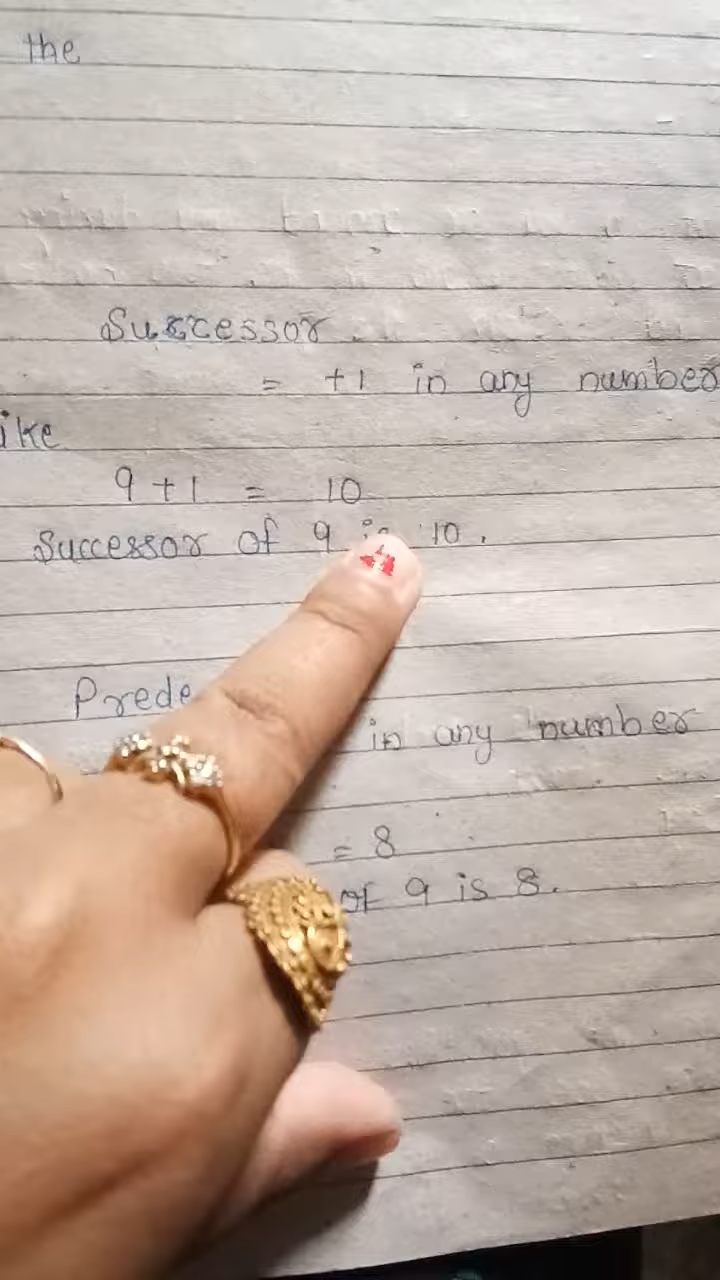 the
Successor
= +1 in any number
ike
9 + 1 = 10
Successor of 9 is 10.
Prede
in any number
= 8
of 9 is 8.